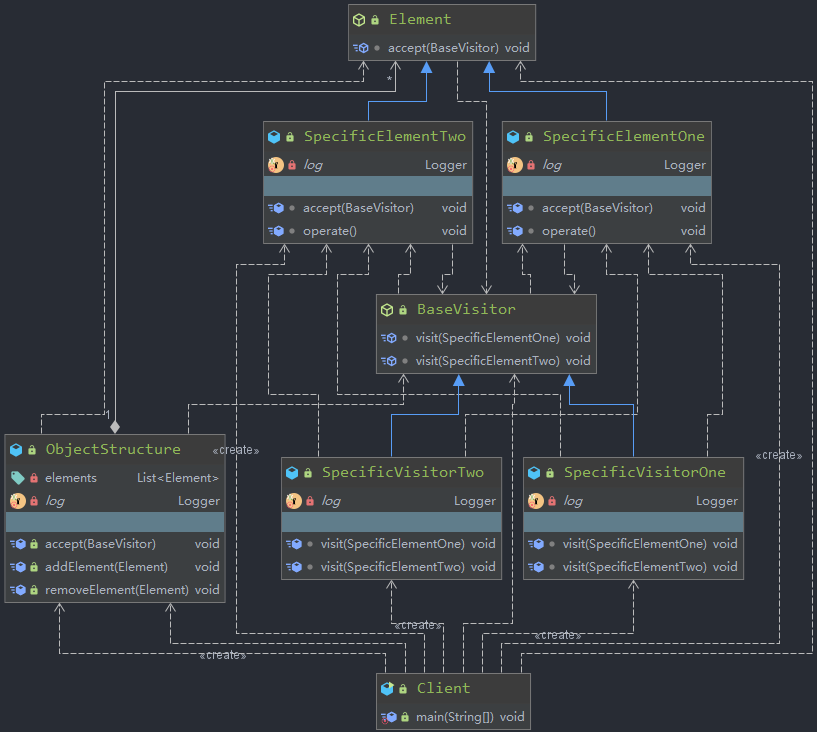 Element
accept(BaseVisitor) void
*
SpecificElementTwo
log Logger
accept(BaseVisitor) void
operate() void
SpecificElementOne
log Logger
accept(BaseVisitor) void
operate() void
BaseVisitor
visit(SpecificElementOne) void
visit(SpecificElementTwo) void
1
ObjectStructure
elements List<Element>
log Logger
accept(BaseVisitor) void
addElement(Element) void
removeElement(Element) void
«create»
SpecificVisitorTwo
log Logger
visit(SpecificElementOne) void
visit(SpecificElementTwo) void
SpecificVisitorOne
log Logger
visit(SpecificElementOne) void
visit(SpecificElementTwo) void
«create»
«create»
«create»
«create»
Client
main(String[]) void